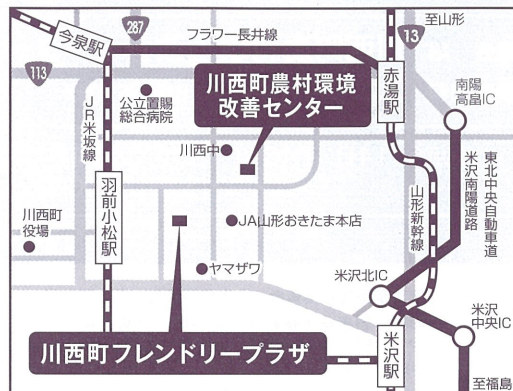 今泉駅
287
フラワー長井線
13
至山形
113
公立置賜
総合病院
川西町農村環境
改善センター
赤湯駅
南陽
高畠IC
JR米坂線
川西中
東北中央自動車道
米沢南陽道路
川西町
役場
羽前小松駅
JA山形おきたま本店
山形新幹線
ヤマザワ
米沢北IC
米沢
中央IC
川西町フレンドリープラザ
米沢駅
至福島